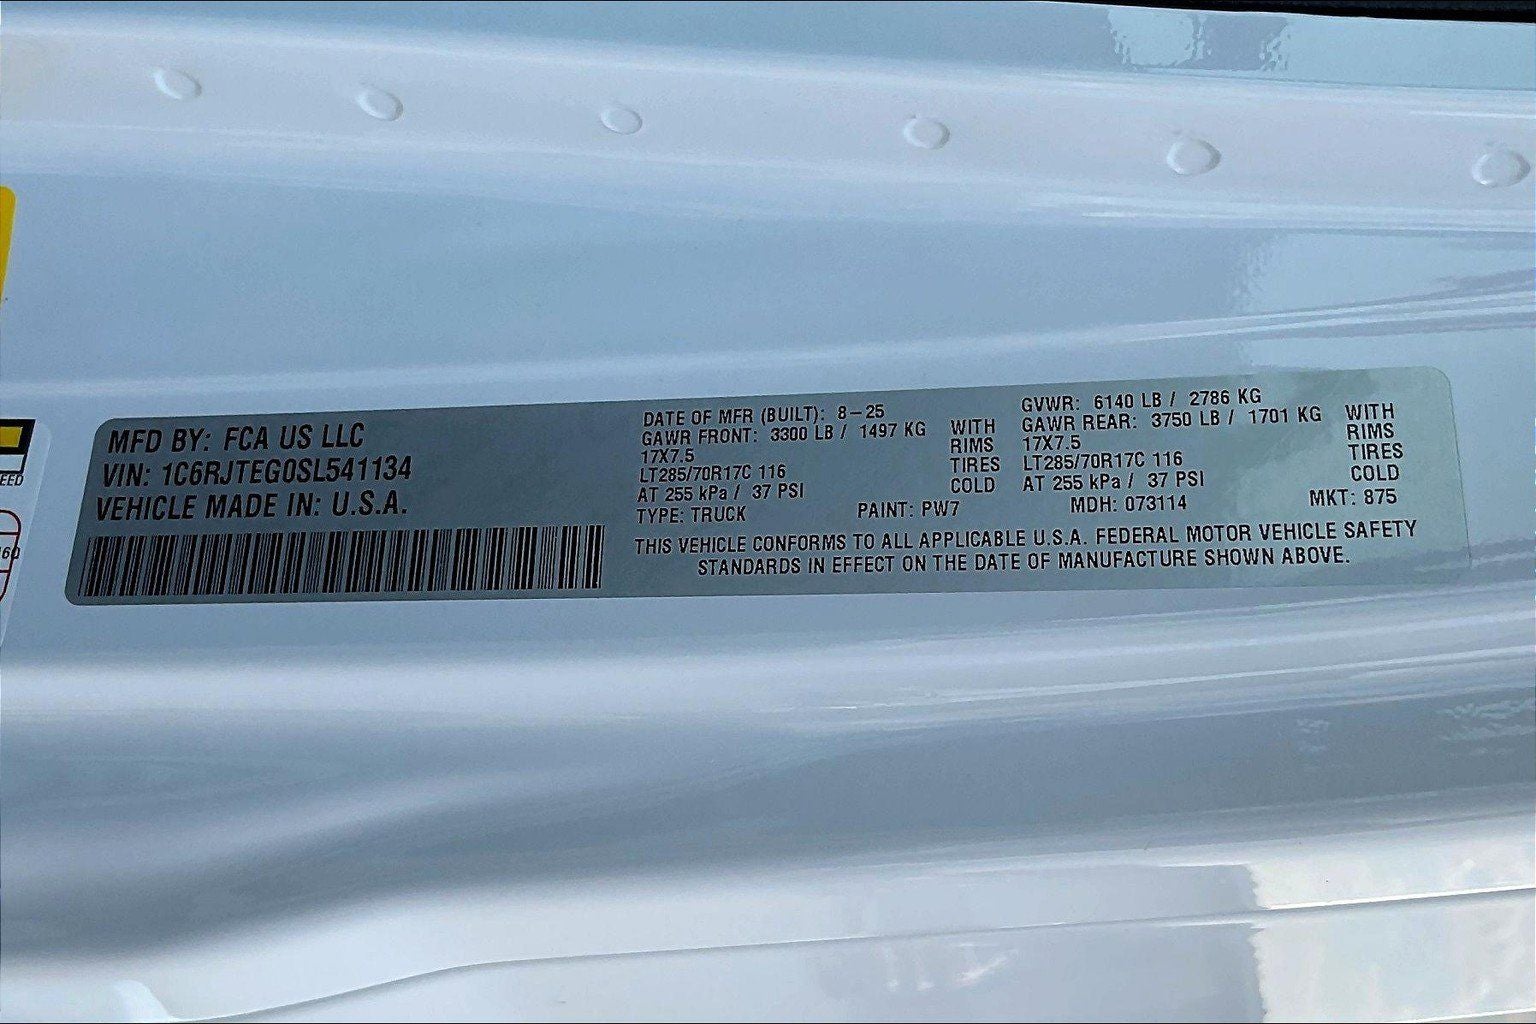 MFD BY: FCA US LLC
VIN: 1C6RJTEG0SL541134
VEHICLE MADE IN: U.S.A.
DATE OF MFR (BUILT): 8-25
GAWR FRONT: 3300 LB / 1497 KG WITH
17X7.5 RIMS
LT285/70R17C 116 TIRES
AT 255 kPa / 37 PSI COLD
GVWR: 6140 LB / 2786 KG
GAWR REAR: 3750 LB / 1701 KG WITH
17X7.5 RIMS
LT285/70R17C 116 TIRES
AT 255 kPa / 37 PSI COLD
TYPE: TRUCK PAINT: PW7 MDH: 073114 MKT: 875
THIS VEHICLE CONFORMS TO ALL APPLICABLE U.S.A. FEDERAL MOTOR VEHICLE SAFETY
STANDARDS IN EFFECT ON THE DATE OF MANUFACTURE SHOWN ABOVE.